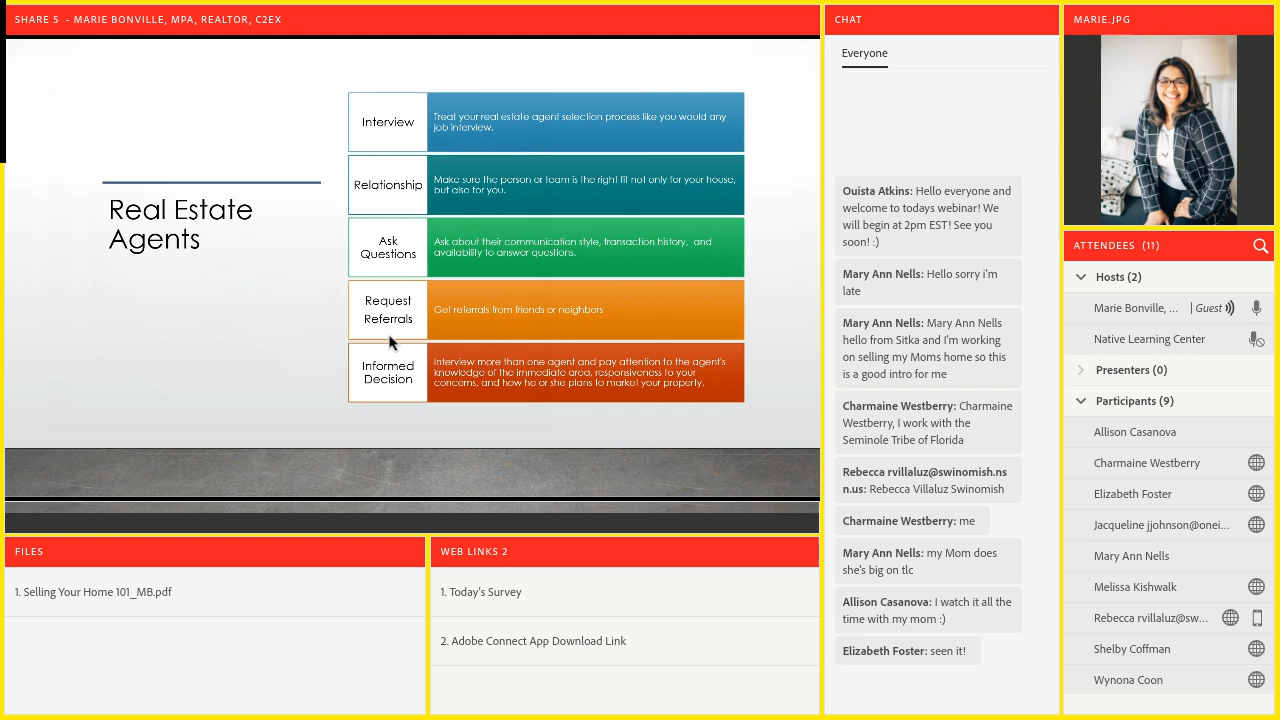 SHARE 5 - MARIE BONVILLE, MPA, REALTOR, C2EX
Real Estate
Agents
Interview
Treat your real estate agent selection process like you would any
job interview.
Relationship
Make sure the person or team is the right fit not only for your house,
but also for you.
Ask
Questions
Ask about their communication style, transaction history, and
availability to answer questions.
Request
Referrals
Get referrals from friends or neighbors
Informed
Decision
Interview more than one agent and pay attention to the agent's
knowledge of the immediate area, responsiveness to your
concerns, and how he or she plans to market your property.
FILES
1. Selling Your Home 101_MB.pdf
WEB LINKS 2
1. Today's Survey
2. Adobe Connect App Download Link
CHAT
Everyone
Ouista Atkins: Hello everyone and
welcome to todays webinar! We
will begin at 2pm EST! See you
soon! :)
Mary Ann Nells: Hello sorry i'm
late
Mary Ann Nells: Mary Ann Nells
hello from Sitka and I'm working
on selling my Moms home so this
is a good intro for me
Charmaine Westberry: Charmaine
Westberry, I work with the
Seminole Tribe of Florida
Rebecca rvillaluz@swinomish.ns
n.us: Rebecca Villaluz Swinomish
Charmaine Westberry: me
Mary Ann Nells: my Mom does
she's big on tlc
Allison Casanova: I watch it all the
time with my mom :)
Elizabeth Foster: seen it!
MARIE.JPG
ATTENDEES (11)
Hosts (2)
Marie Bonville, ... | Guest
Native Learning Center
Presenters (0)
Participants (9)
Allison Casanova
Charmaine Westberry
Elizabeth Foster
Jacqueline jjohnson@onei...
Mary Ann Nells
Melissa Kishwalk
Rebecca rvillaluz@sw...
Shelby Coffman
Wynona Coon